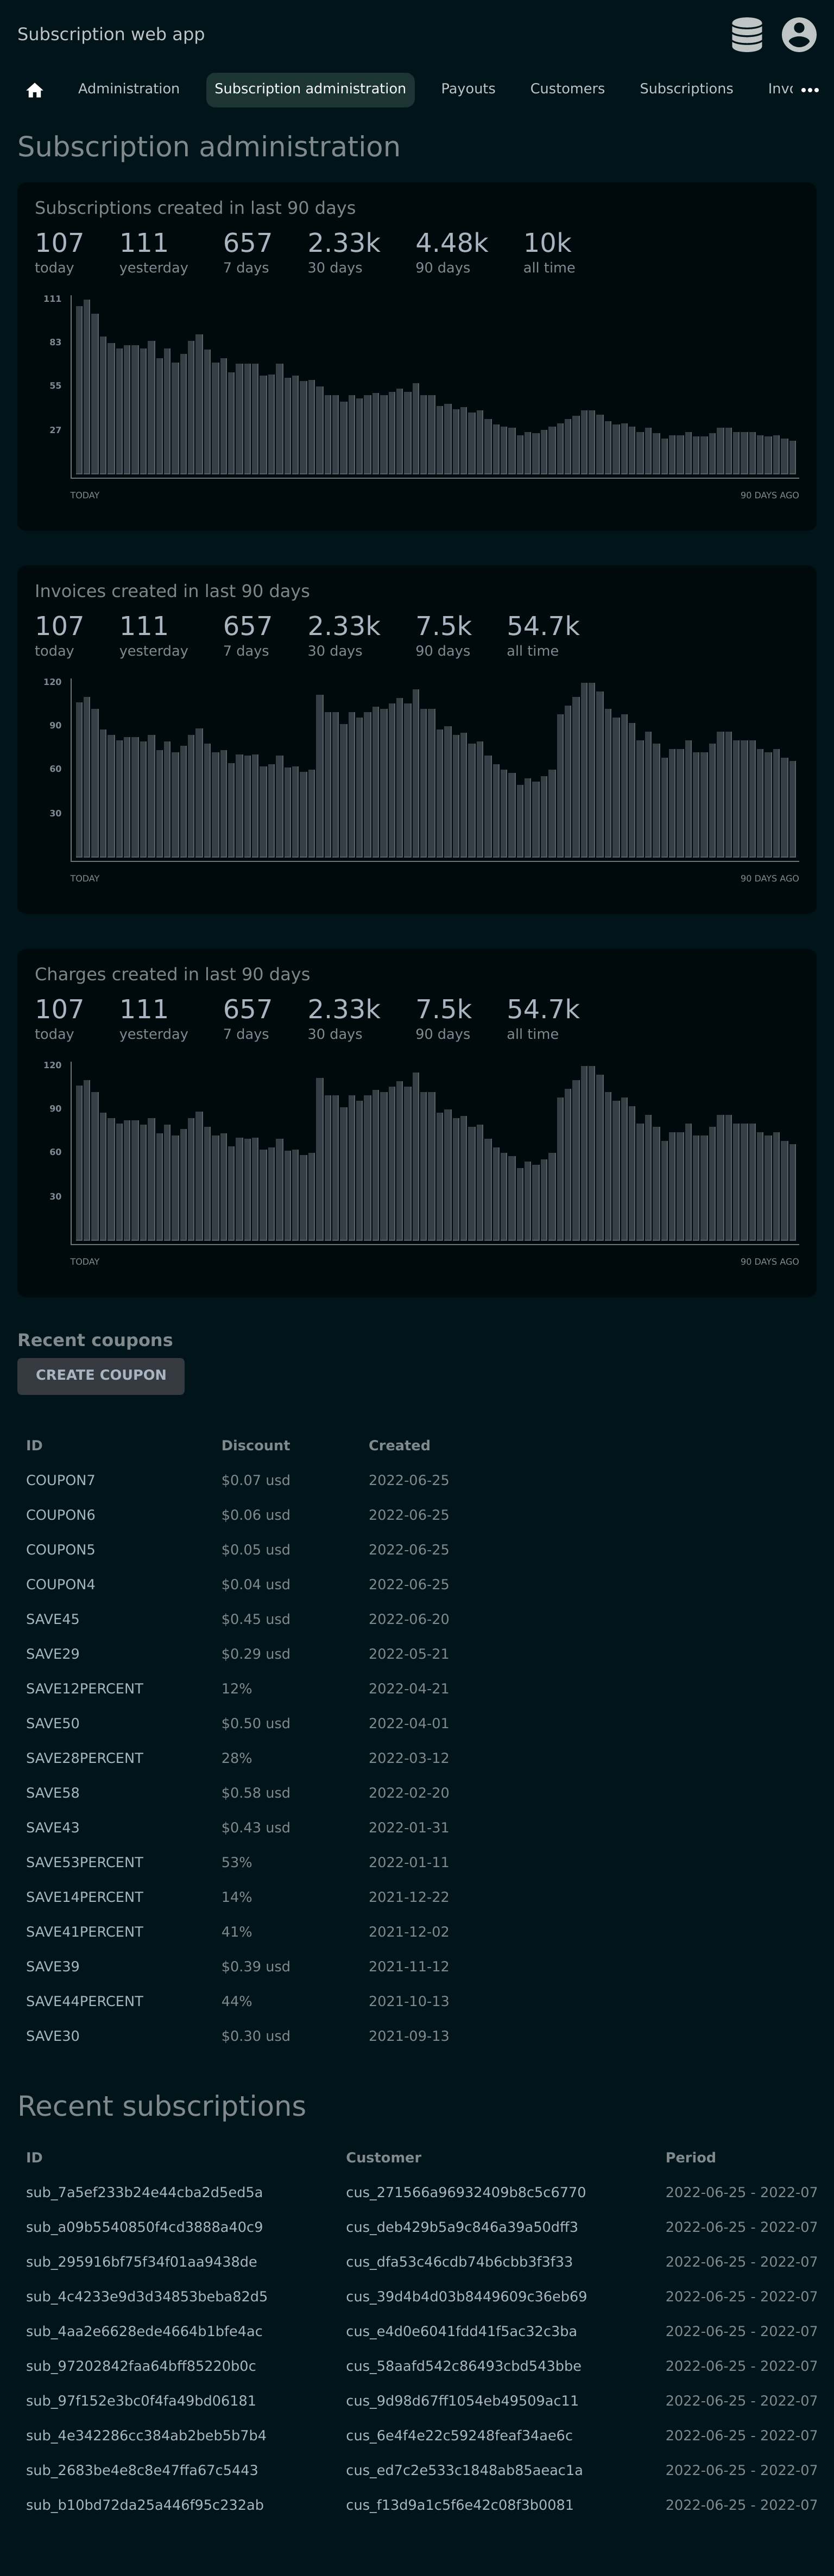 Subscription web app
Administration Subscription administration Payouts Customers Subscriptions Invo
Subscription administration
Subscriptions created in last 90 days
107 111 657 2.33k 4.48k 10k
today yesterday 7 days 30 days 90 days all time
111
83
55
27
TODAY 90 DAYS AGO
Invoices created in last 90 days
107 111 657 2.33k 7.5k 54.7k
today yesterday 7 days 30 days 90 days all time
120
90
60
30
TODAY 90 DAYS AGO
Charges created in last 90 days
107 111 657 2.33k 7.5k 54.7k
today yesterday 7 days 30 days 90 days all time
120
90
60
30
TODAY 90 DAYS AGO
Recent coupons
CREATE COUPON
ID Discount Created
COUPON7 $0.07 usd 2022-06-25
COUPON6 $0.06 usd 2022-06-25
COUPON5 $0.05 usd 2022-06-25
COUPON4 $0.04 usd 2022-06-25
SAVE45 $0.45 usd 2022-06-20
SAVE29 $0.29 usd 2022-05-21
SAVE12PERCENT 12% 2022-04-21
SAVE50 $0.50 usd 2022-04-01
SAVE28PERCENT 28% 2022-03-12
SAVE58 $0.58 usd 2022-02-20
SAVE43 $0.43 usd 2022-01-31
SAVE53PERCENT 53% 2022-01-11
SAVE14PERCENT 14% 2021-12-22
SAVE41PERCENT 41% 2021-12-02
SAVE39 $0.39 usd 2021-11-12
SAVE44PERCENT 44% 2021-10-13
SAVE30 $0.30 usd 2021-09-13
Recent subscriptions
ID Customer Period
sub_7a5ef233b24e44cba2d5ed5a cus_271566a96932409b8c5c6770 2022-06-25 - 2022-07
sub_a09b5540850f4cd3888a40c9 cus_deb429b5a9c846a39a50dff3 2022-06-25 - 2022-07
sub_295916bf75f34f01aa9438de cus_dfa53c46cdb74b6cbb3f3f33 2022-06-25 - 2022-07
sub_4c4233e9d3d34853beba82d5 cus_39d4b4d03b8449609c36eb69 2022-06-25 - 2022-07
sub_4aa2e6628ede4664b1bfe4ac cus_e4d0e6041fdd41f5ac32c3ba 2022-06-25 - 2022-07
sub_97202842faa64bff85220b0c cus_58aafd542c86493cbd543bbe 2022-06-25 - 2022-07
sub_97f152e3bc0f4fa49bd06181 cus_9d98d67ff1054eb49509ac11 2022-06-25 - 2022-07
sub_4e342286cc384ab2beb5b7b4 cus_6e4f4e22c59248feaf34ae6c 2022-06-25 - 2022-07
sub_2683be4e8c8e47ffa67c5443 cus_ed7c2e533c1848ab85aeac1a 2022-06-25 - 2022-07
sub_b10bd72da25a446f95c232ab cus_f13d9a1c5f6e42c08f3b0081 2022-06-25 - 2022-07